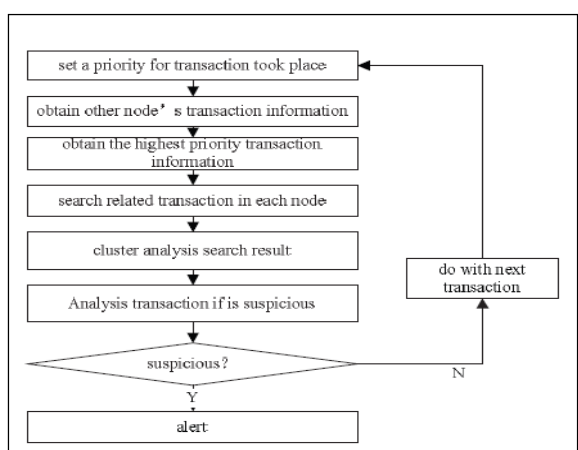 set a priority for transaction took place
obtain other node's transaction information
obtain the highest priority transaction
information
search related transaction in each node
cluster analysis search result
do with next
transaction
Analysis transaction if is suspicious
suspicious?
N
Y
alert